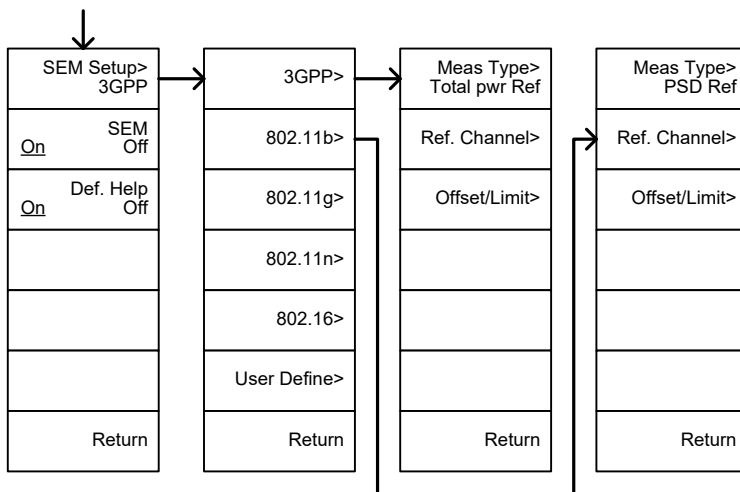 SEM Setup>
3GPP
SEM
On Off
Def. Help
On Off
Return
3GPP>
802.11b>
802.11g>
802.11n>
802.16>
User Define>
Return
Meas Type>
Total pwr Ref
Ref. Channel>
Offset/Limit>
Return
Meas Type>
PSD Ref
Ref. Channel>
Offset/Limit>
Return